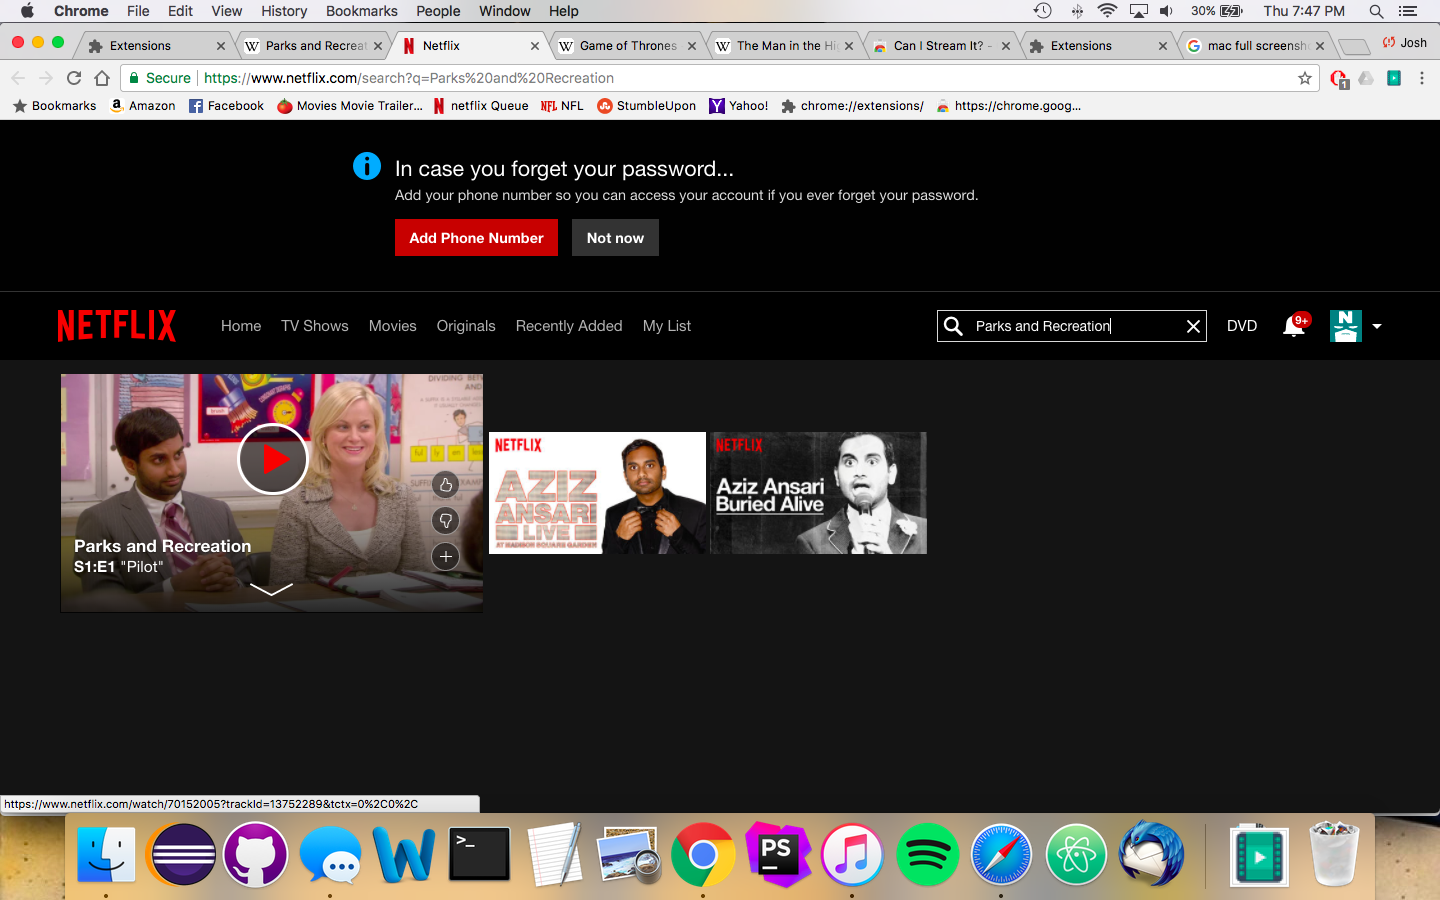 Chrome File Edit View History Bookmarks People Window Help 30% Thu 7:47 PM
Extensions Parks and Recreat Netflix Game of Thrones The Man in the Hi Can I Stream It? - Extensions mac full screensh Josh
Secure https://www.netflix.com/search?q=Parks%20and%20Recreation 1
Bookmarks Amazon Facebook Movies Movie Trailer... netflix Queue NFL NFL StumbleUpon Yahoo! chrome://extensions/ https://chrome.goog...
In case you forget your password...
Add your phone number so you can access your account if you ever forget your password.
Add Phone Number Not now
NETFLIX Home TV Shows Movies Originals Recently Added My List Parks and Recreation DVD 9+
Parks and Recreation
S1:E1 "Pilot"
NETFLIX
AZIZ
ANSARI
LIVE
AT MADISON SQUARE GARDEN
NETFLIX
Aziz Ansari
Buried Alive
https://www.netflix.com/watch/70152005?trackId=13752289&tctx=0%2C0%2C
>_ PS